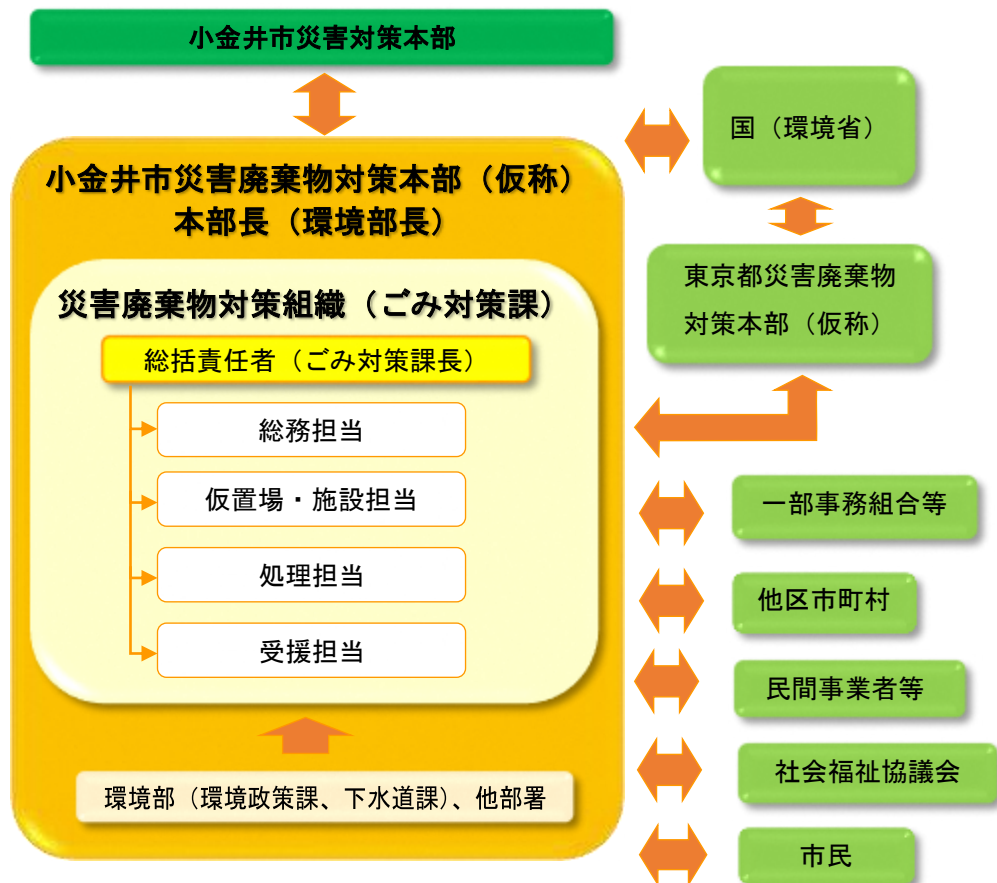 小金井市災害対策本部
国（環境省）
小金井市災害廃棄物対策本部（仮称）
本部長（環境部長）
東京都災害廃棄物
対策本部（仮称）
災害廃棄物対策組織（ごみ対策課）
総括責任者（ごみ対策課長）
総務担当
仮置場・施設担当
処理担当
受援担当
環境部（環境政策課、下水道課）、他部署
一部事務組合等
他区市町村
民間事業者等
社会福祉協議会
市民